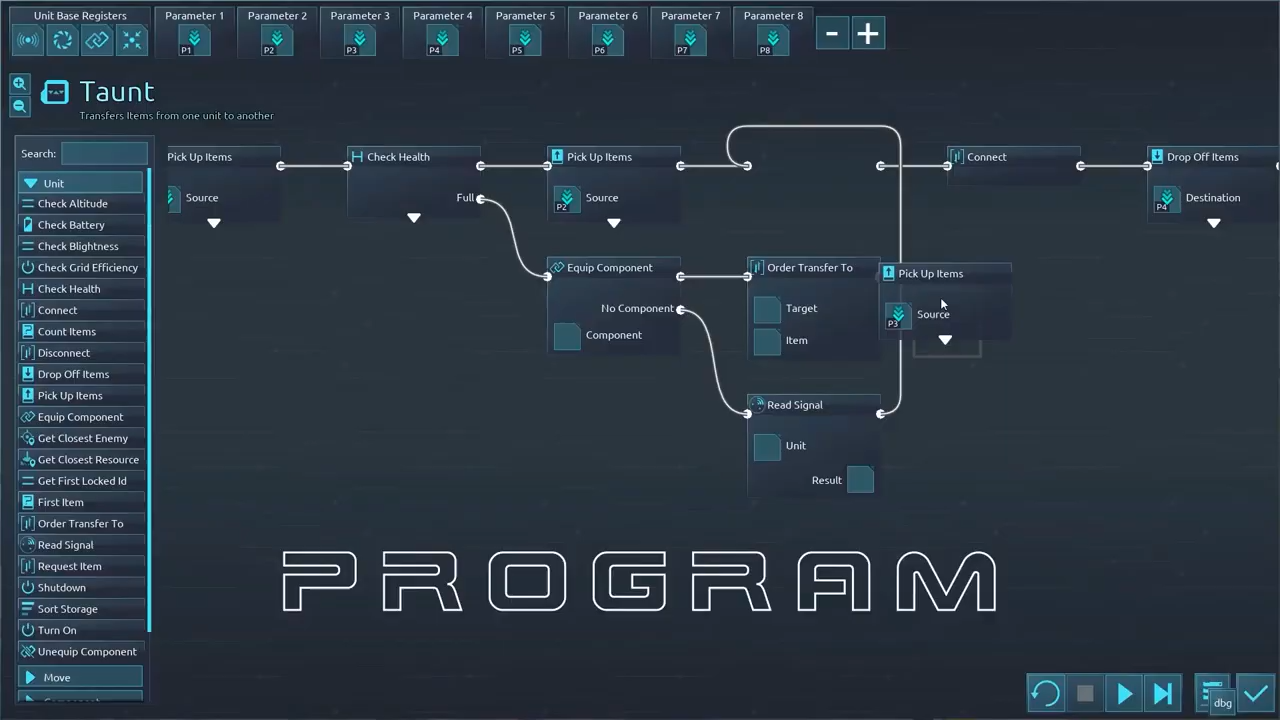 Unit Base Registers
Parameter 1
Parameter 2
Parameter 3
Parameter 4
Parameter 5
Parameter 6
Parameter 7
Parameter 8
P1
P2
P3
P4
P5
P6
P7
P8
- +
Taunt
Transfers Items from one unit to another
Search:
Unit
Check Altitude
Check Battery
Check Blightness
Check Grid Efficiency
Check Health
Connect
Count Items
Disconnect
Drop Off Items
Pick Up Items
Equip Component
Get Closest Enemy
Get Closest Resource
Get First Locked Id
First Item
Order Transfer To
Read Signal
Request Item
Shutdown
Sort Storage
Turn On
Unequip Component
Move
Pick Up Items
Source
Check Health
Full
Pick Up Items
P2
Source
Connect
Drop Off Items
P4
Destination
Equip Component
No Component
Component
Order Transfer To
Target
Item
Pick Up Items
P3
Source
Read Signal
Unit
Result
PROGRAM
dbg